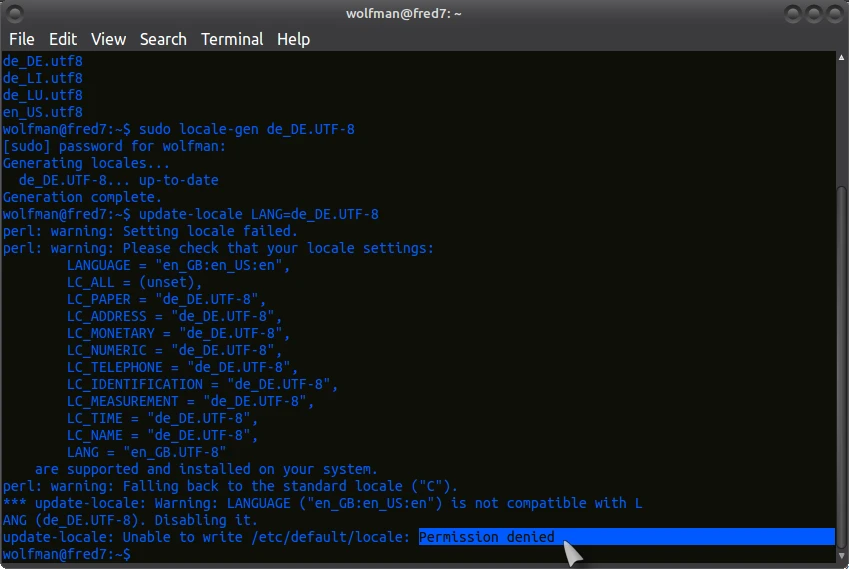 wolfman@fred7: ~
File Edit View Search Terminal Help
de_DE.utf8
de_LI.utf8
de_LU.utf8
en_US.utf8
wolfman@fred7:~$ sudo locale-gen de_DE.UTF-8
[sudo] password for wolfman:
Generating locales...
  de_DE.UTF-8... up-to-date
Generation complete.
wolfman@fred7:~$ update-locale LANG=de_DE.UTF-8
perl: warning: Setting locale failed.
perl: warning: Please check that your locale settings:
        LANGUAGE = "en_GB:en_US:en",
        LC_ALL = (unset),
        LC_PAPER = "de_DE.UTF-8",
        LC_ADDRESS = "de_DE.UTF-8",
        LC_MONETARY = "de_DE.UTF-8",
        LC_NUMERIC = "de_DE.UTF-8",
        LC_TELEPHONE = "de_DE.UTF-8",
        LC_IDENTIFICATION = "de_DE.UTF-8",
        LC_MEASUREMENT = "de_DE.UTF-8",
        LC_TIME = "de_DE.UTF-8",
        LC_NAME = "de_DE.UTF-8",
        LANG = "en_GB.UTF-8"
    are supported and installed on your system.
perl: warning: Falling back to the standard locale ("C").
*** update-locale: Warning: LANGUAGE ("en_GB:en_US:en") is not compatible with L
ANG (de_DE.UTF-8). Disabling it.
update-locale: Unable to write /etc/default/locale: Permission denied
wolfman@fred7:~$